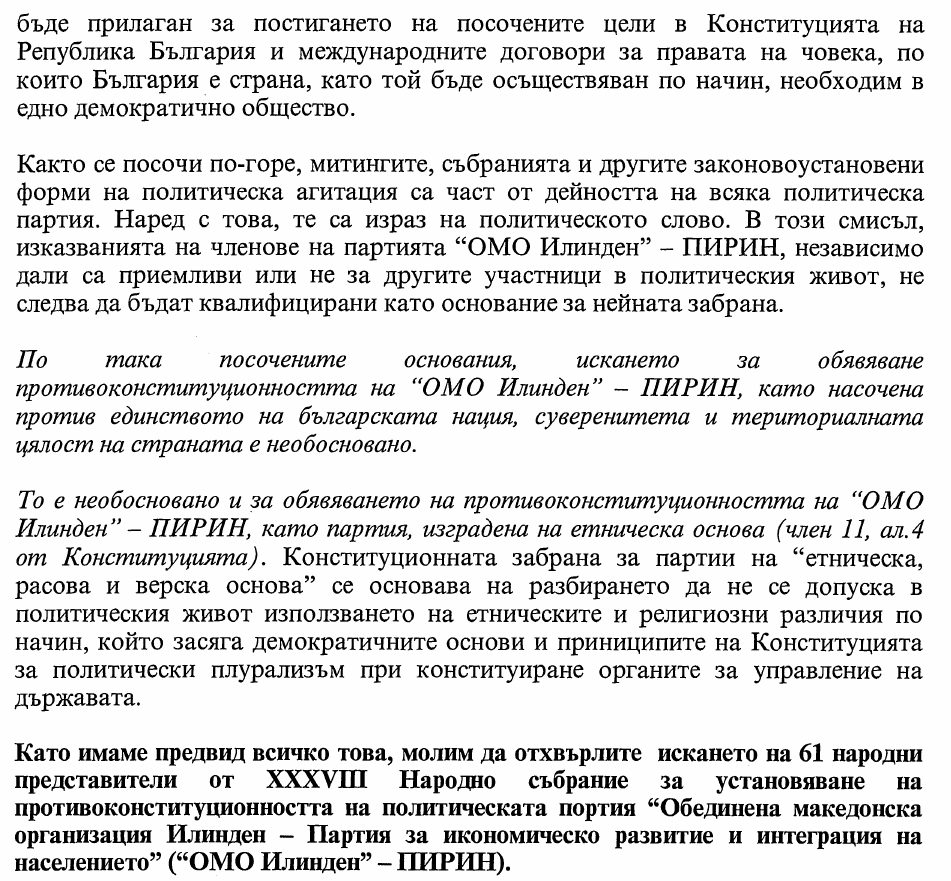 бъде прилаган за постигането на посочените цели в Конституцията на
Република България и международните договори за правата на човека, по
които България е страна, като той бъде осъществяван по начин, необходим в
едно демократично общество.
Както се посочи по-горе, митингите, събранията и другите законовоустановени
форми на политическа агитация са част от дейността на всяка политическа
партия. Наред с това, те са израз на политическото слово. В този смисъл,
изказванията на членове на партията “ОМО Илинден” – ПИРИН, независимо
дали са приемливи или не за другите участници в политическия живот, не
следва да бъдат квалифицирани като основание за нейната забрана.
По така посочените основания, искането за обявяване
противоконституционността на “ОМО Илинден” – ПИРИН, като насочена
против единството на българската нация, суверенитета и териториалната
цялост на страната е необосновано.
То е необосновано и за обявяването на противоконституционността на “ОМО
Илинден” – ПИРИН, като партия, изградена на етническа основа (член 11, ал.4
от Конституцията). Конституционната забрана за партии на “етническа,
расова и верска основа” се основава на разбирането да не се допуска в
политическия живот използването на етническите и религиозни различия по
начин, който засяга демократичните основи и приниципите на Конституцията
за политически плурализъм при конституиране органите за управление на
държавата.
Като имаме предвид всичко това, молим да отхвърлите искането на 61 народни
представители от XXXVIII Народно събрание за установяване на
противоконституционността на политическата портия “Обединена македонска
организация Илинден – Партия за икономическо развитие и интеграция на
населението” (“ОМО Илинден” – ПИРИН).